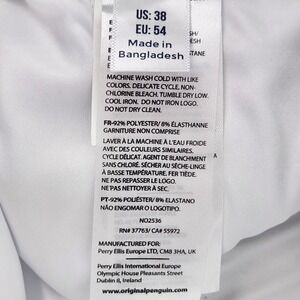 US: 38
EU: 54
Made in
Bangladesh
MACHINE WASH COLD WITH LIKE
COLORS. DELICATE CYCLE. NON-
CHLORINE BLEACH. TUMBLE DRY LOW.
COOL IRON. DO NOT IRON LOGO.
DO NOT DRY CLEAN.
FR-92% POLYESTER/ 8% ÉLASTHANNE
GARNITURE NON COMPRISE
LAVER À LA MACHINE À L'EAU FROIDE
AVEC DES COULEURS SIMILAIRES.
CYCLE DÉLICAT. AGENT DE BLANCHIMENT
SANS CHLORE. SÉCHER AU SÈCHE-LINGE
À BASSE TEMPÉRATURE. FER TIÈDE.
NE PAS REPASSER LE LOGO.
NE PAS NETTOYER À SEC.
PT-92% POLIÉSTER/ 8% ELASTANO
NÃO ENGOMAR O LOGOTIPO.
NO2536
RN# 37763/ CA# 55972
MANUFACTURED FOR:
Perry Ellis Europe LTD, CM8 3HA, UK
Perry Ellis International Europe
Olympic House Pleasants Street
Dublin 8, Ireland
www.originalpenguin.com